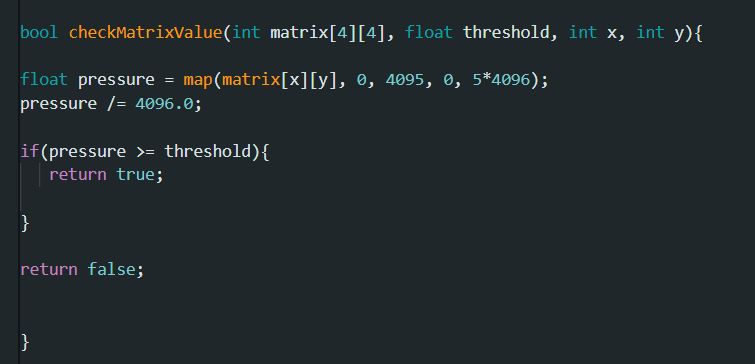 bool checkMatrixValue(int matrix[4][4], float threshold, int x, int y){
float pressure = map(matrix[x][y], 0, 4095, 0, 5*4096);
pressure /= 4096.0;
if(pressure >= threshold){
return true;
}
return false;
}